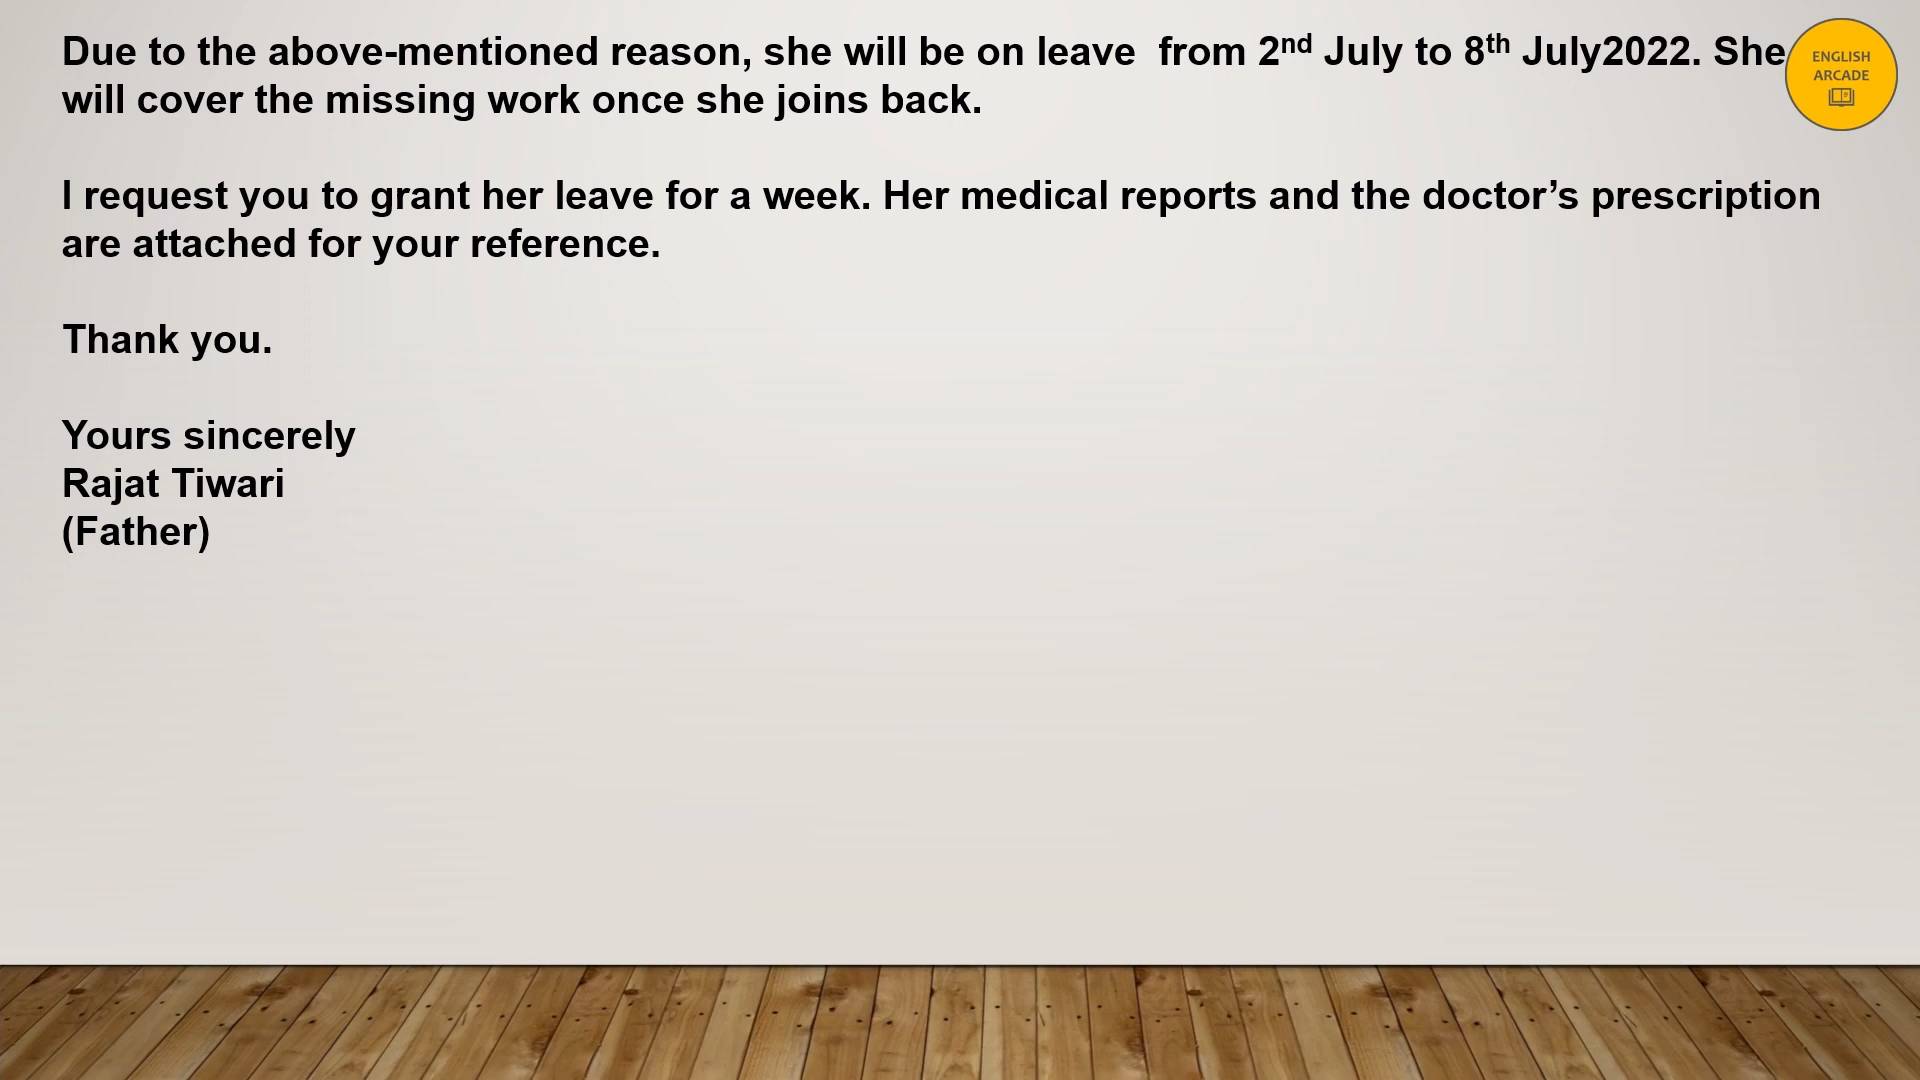 Due to the above-mentioned reason, she will be on leave  from 2nd July to 8th July2022. She
will cover the missing work once she joins back.
I request you to grant her leave for a week. Her medical reports and the doctor’s prescription
are attached for your reference.
Thank you.
Yours sincerely
Rajat Tiwari
(Father)
ENGLISH
ARCADE